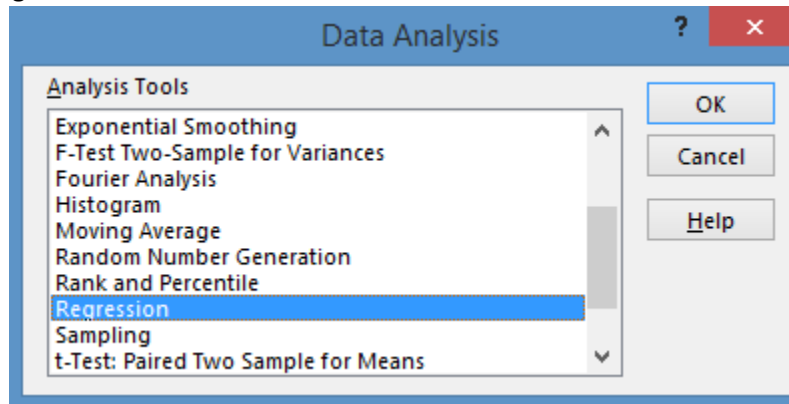 Data Analysis
?
×
Analysis Tools
Exponential Smoothing
F-Test Two-Sample for Variances
Fourier Analysis
Histogram
Moving Average
Random Number Generation
Rank and Percentile
Regression
Sampling
t-Test: Paired Two Sample for Means
OK
Cancel
Help